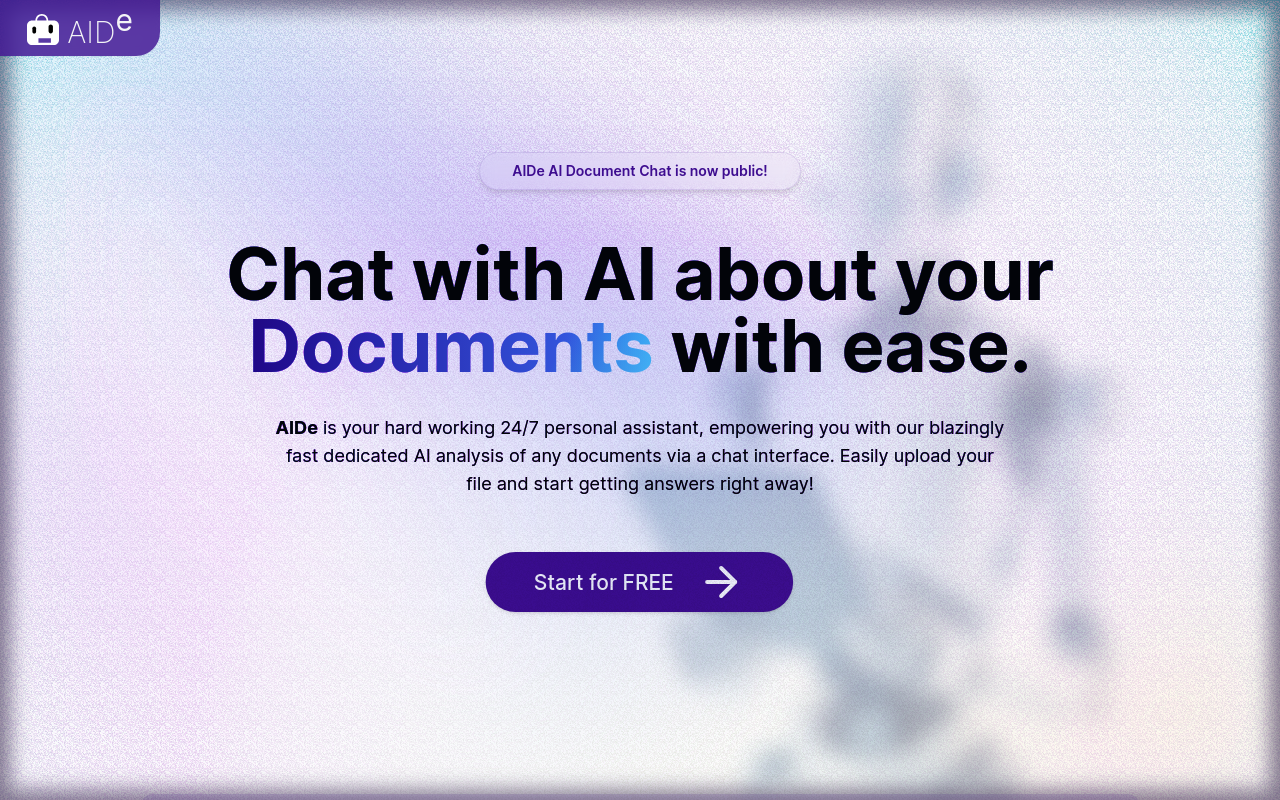 AIDe
AIDe AI Document Chat is now public!
Chat with AI about your
Documents with ease.
AIDe is your hard working 24/7 personal assistant, empowering you with our blazingly
fast dedicated AI analysis of any documents via a chat interface. Easily upload your
file and start getting answers right away!
Start for FREE